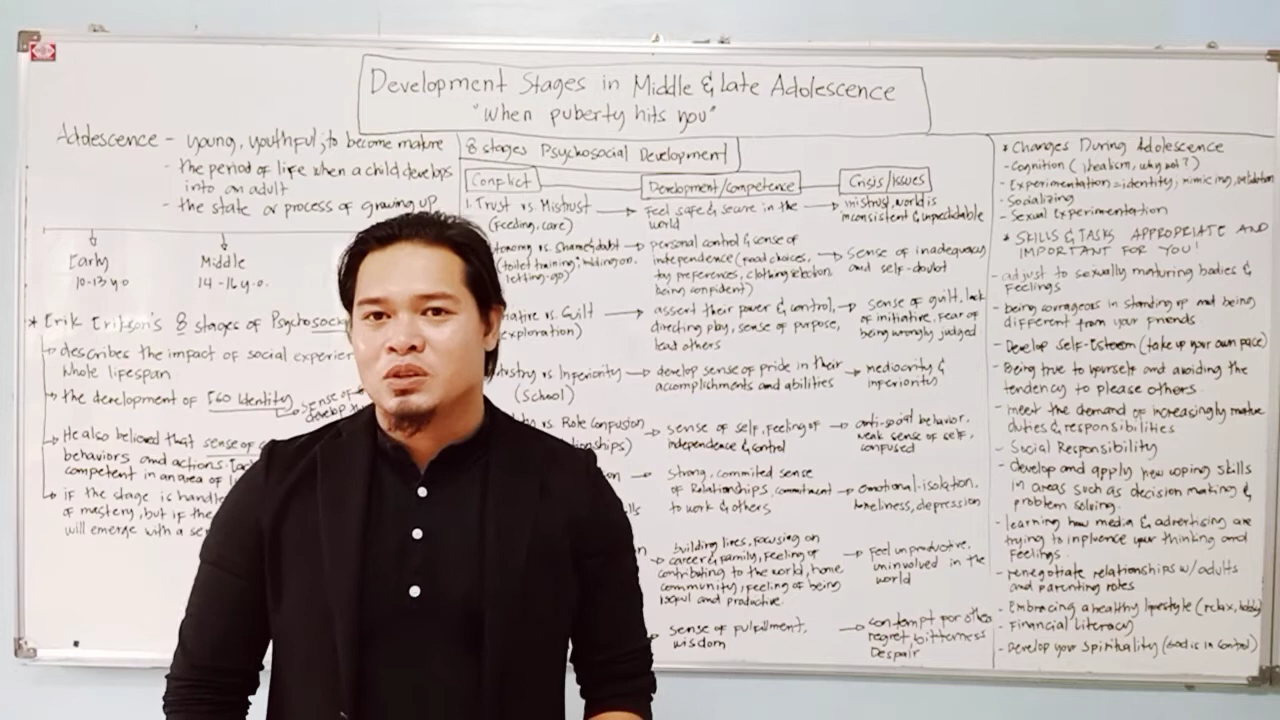 Development Stages in Middle & Late Adolescence
"When puberty hits you"
Adolescence - young, youthful, to become mature
- the period of life when a child develops
into an adult
- the state or process of growing up
Early
10-13 y.o
Middle
14-16 y.o.
* Erik Erikson's 8 stages of
describes the impact of social
whole lifespan
the development of EGO Identity
sense of
develop
He also believed that sense of
behaviors and actions.
competent in an area of
if the stage is
of mastery, but if the
will emerge with a
8 stages Psychosocial Development
Conflict
Development/competence
Crisis/Issues
1. Trust vs. Mistrust
(Feeding, care)
Feel safe & secure in the
world
mistrust, world is
inconsistent & unpredictable
vs. Shame & doubt
(toilet training, holding on,
letting-go)
personal control & sense of
independence (food choices,
toy preferences, clothing selection
being confident)
Sense of inadequacy
and self-doubt
vs. Guilt
exploration)
assert their power & control,
directing play, sense of purpose,
lead others
sense of guilt, lack
of initiative, fear of
being wrongly judged
vs Inferiority
(School)
develop sense of pride in their
accomplishments and abilities
mediocrity &
inferiority
vs. Role Confusion
sense of self, feeling of
independence & control
anti-social behavior,
weak sense of self,
confused
strong, commited sense
of Relationships, commitment
to work & others
emotional isolation,
loneliness, depression
building lives, focusing on
career & family, feeling of
contributing to the world, home
community, feeling of being
useful and productive.
Feel unproductive,
uninvolved in the
world
sense of fulfillment,
wisdom
contempt for others
regret, bitterness
Despair
* Changes During Adolescence
- Cognition (idealism, why not?)
- Experimentation = identity, mimicing, validation
- Socializing
- Sexual Experimentation
* SKILLS & TASKS APPROPRIATE AND
IMPORTANT FOR YOU!
- adjust to sexually maturing bodies &
feelings
- being courageous in standing up and being
different from your friends
- Develop self-Esteem (take up your own pace)
- Being true to yourself and avoiding the
tendency to please others
- meet the demand of increasingly mature
duties & responsibilities
- Social Responsibility
- develop and apply new coping skills
in areas such as decision making &
problem solving.
- learning how media & advertising are
trying to influence your thinking and
Feelings
- renegotiate relationships w/ adults
and parenting roles
- Embracing a healthy lifestyle (relax, hobby)
- Financial Literacy
- Develop your spirituality (God is in control)